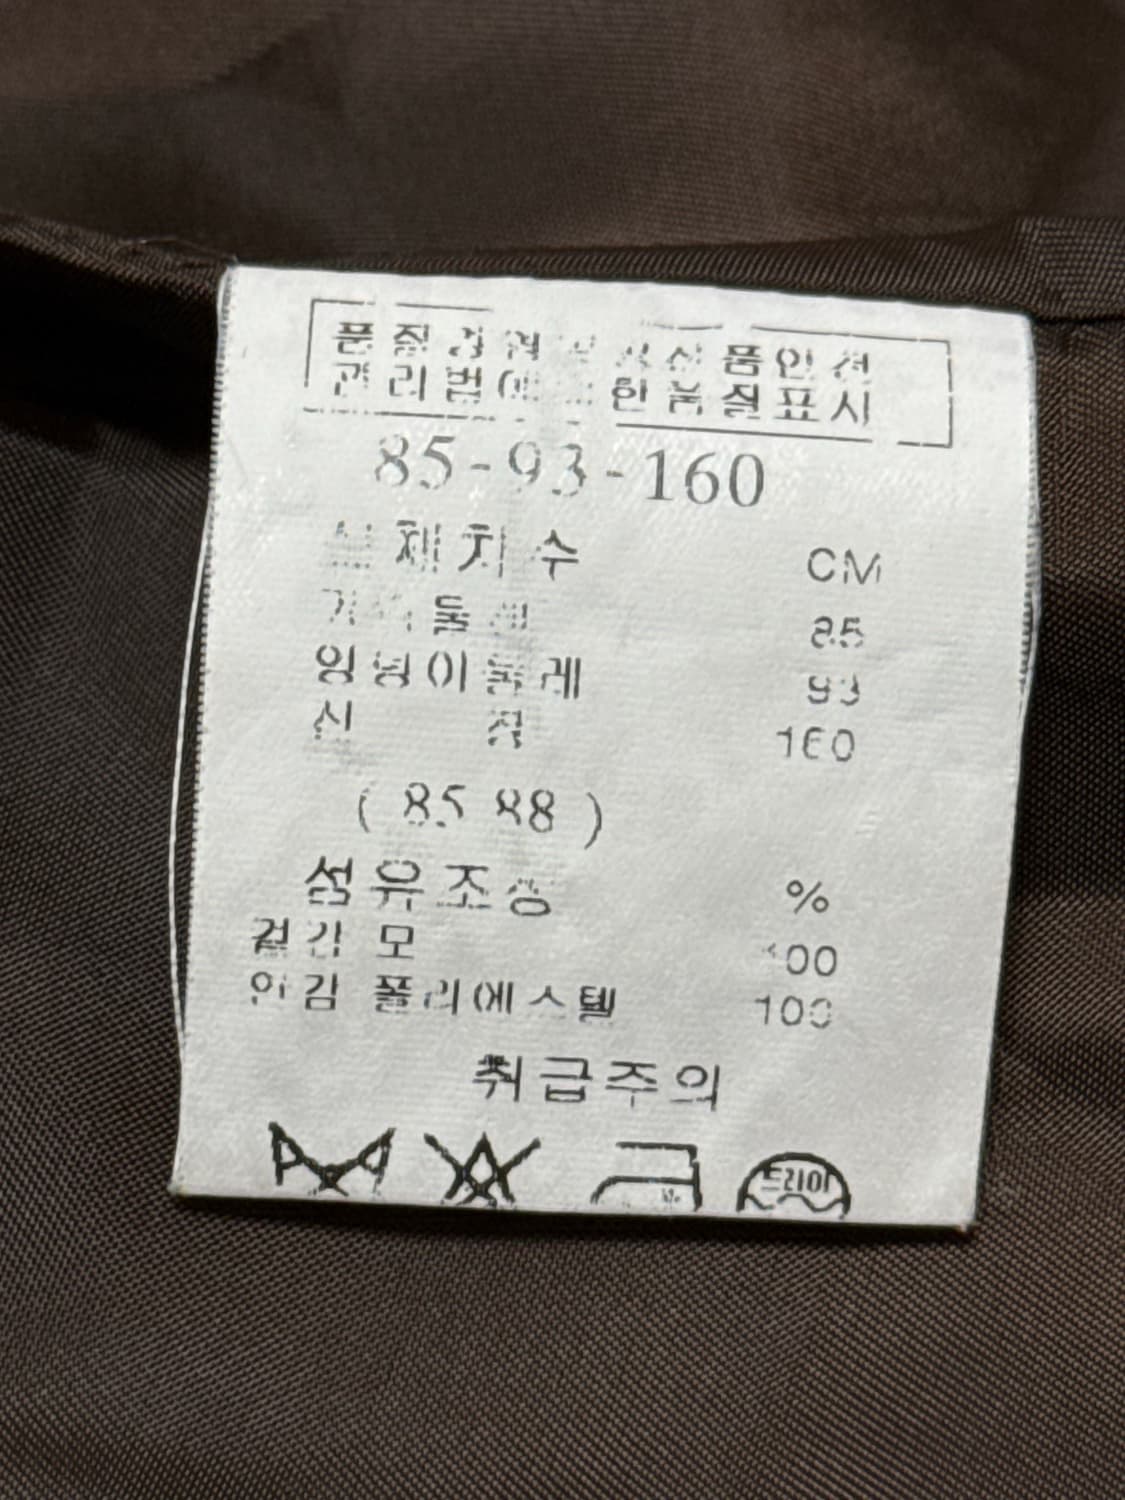 품질경영 및 공산품안전
관리법에 의한 품질표시
85-93-160
신체치수 CM
가슴둘레 85
엉덩이둘레 93
신 장 160
( 85 88 )
섬유조성 %
겉감 모 100
안감 폴리에스텔 100
취급주의
드라이